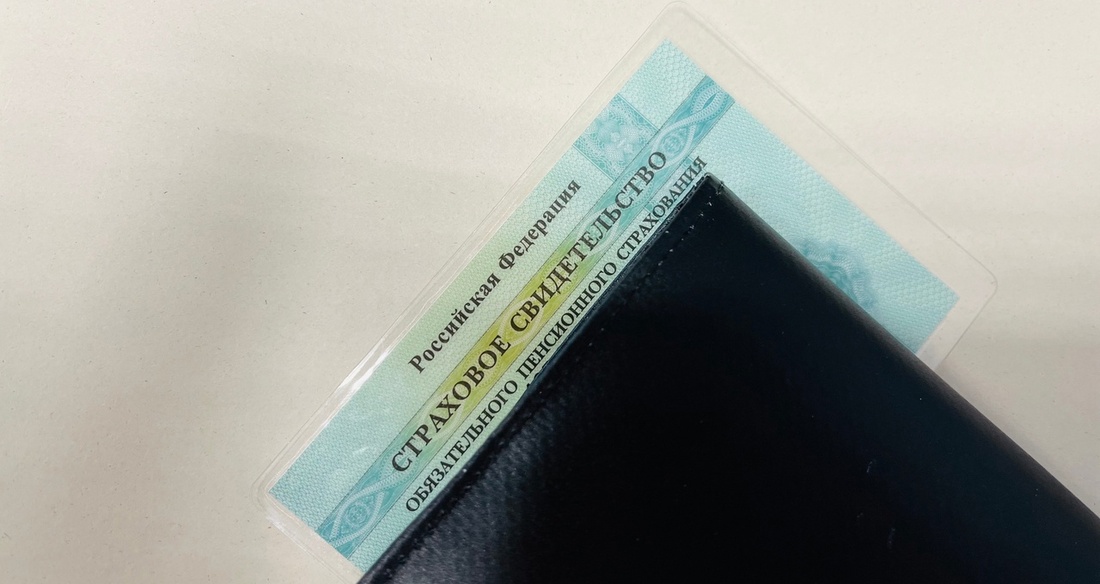 Российская Федерация
СТРАХОВОЕ СВИДЕТЕЛЬСТВО
ОБЯЗАТЕЛЬНОГО ПЕНСИОННОГО СТРАХОВАНИЯ